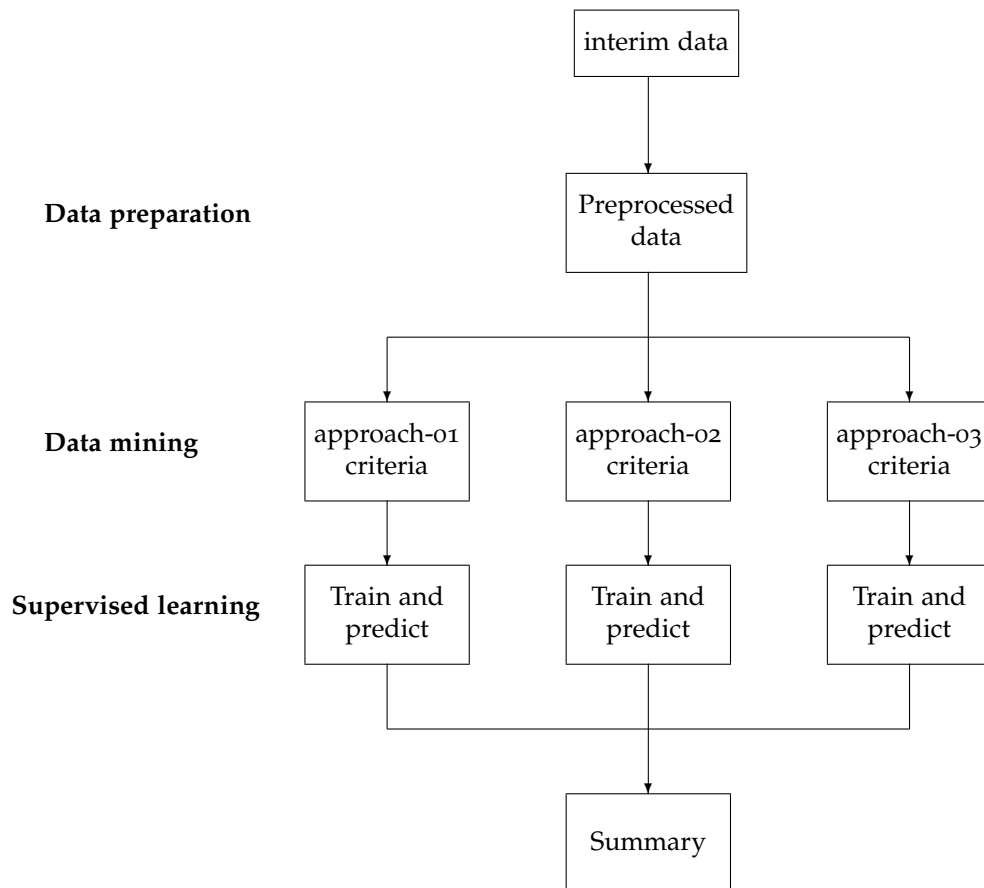 interim data
Data preparation
Preprocessed
data
Data mining
approach-01
criteria
approach-02
criteria
approach-03
criteria
Supervised learning
Train and
predict
Train and
predict
Train and
predict
Summary